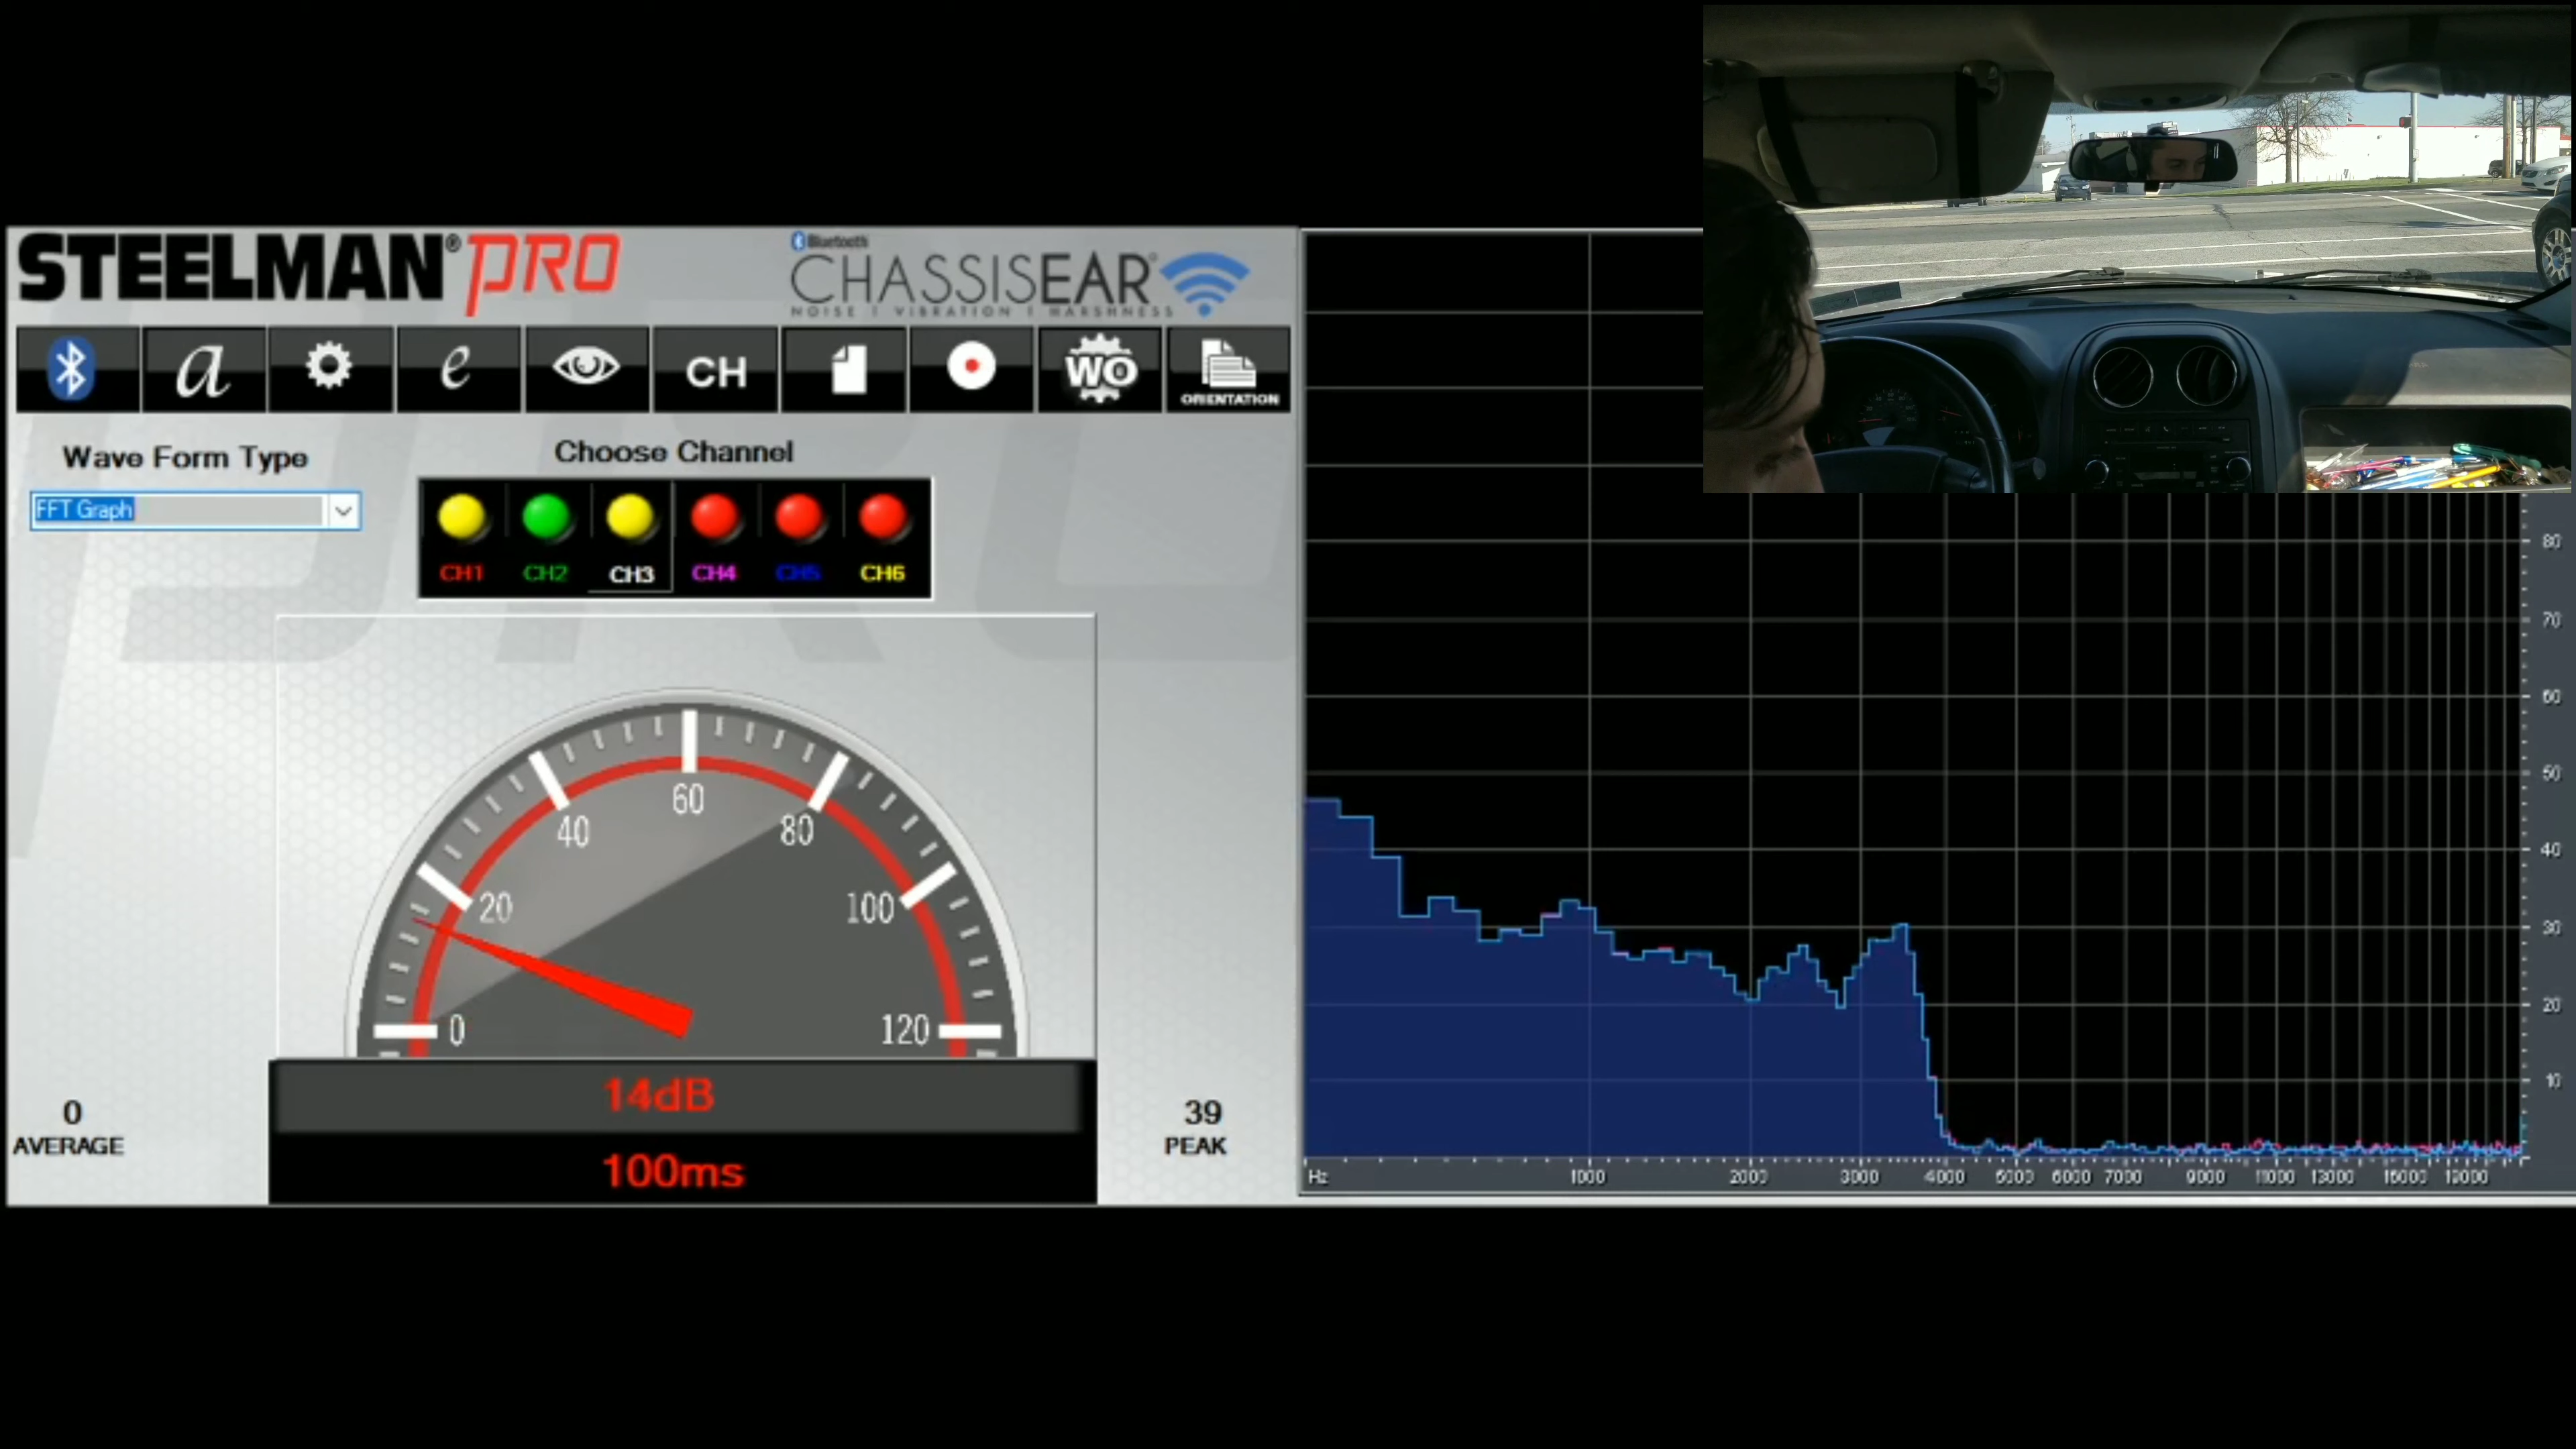 STEELMAN® PRO
Bluetooth
CHASSISEAR®
NOISE | VIBRATION | HARSHNESS
a e CH WO ORIENTATION
Wave Form Type
FFT Graph
Choose Channel
CH1 CH2 CH3 CH4 CH5 CH6
0 20 40 60 80 100 120
14dB
100ms
0
AVERAGE
39
PEAK
80
70
60
50
40
30
20
10
Hz 1000 2000 3000 4000 5000 6000 7000 9000 11000 13000 16000 19000